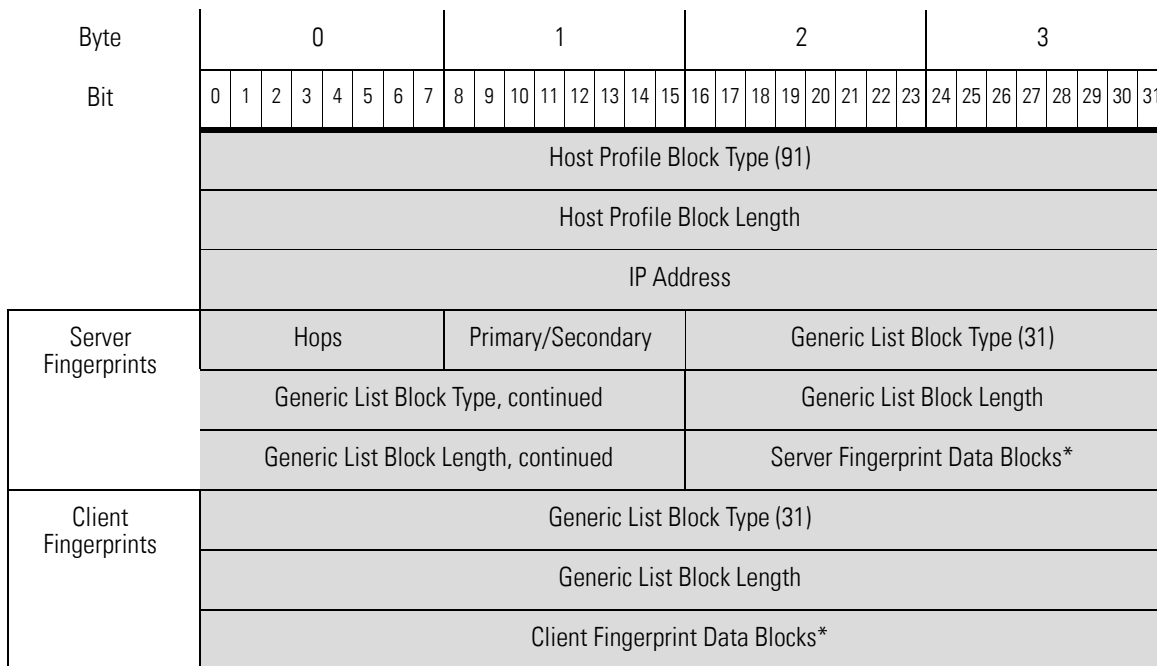 Byte 0 1 2 3
Bit 0 1 2 3 4 5 6 7 8 9 10 11 12 13 14 15 16 17 18 19 20 21 22 23 24 25 26 27 28 29 30 31
Host Profile Block Type (91)
Host Profile Block Length
IP Address
Server
Fingerprints
Hops Primary/Secondary Generic List Block Type (31)
Generic List Block Type, continued Generic List Block Length
Generic List Block Length, continued Server Fingerprint Data Blocks*
Client
Fingerprints
Generic List Block Type (31)
Generic List Block Length
Client Fingerprint Data Blocks*